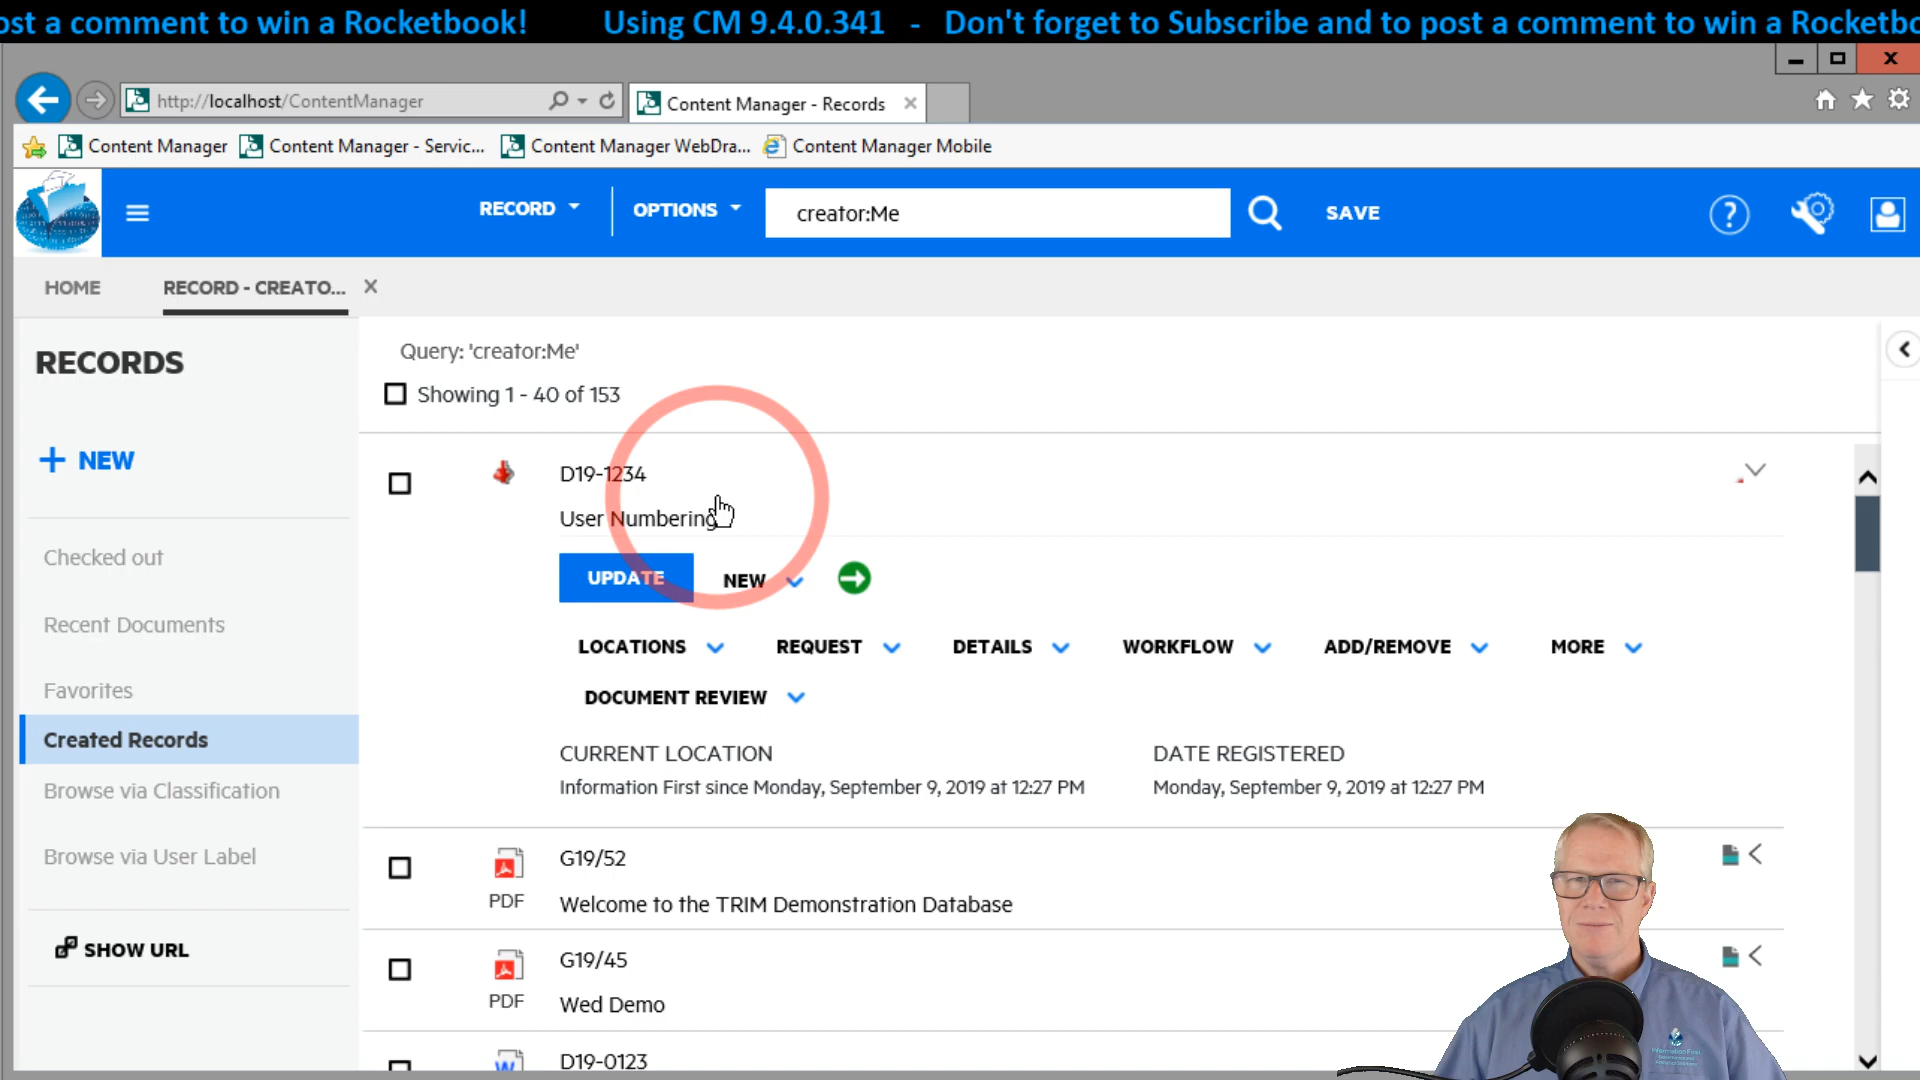 ost a comment to win a Rocketbook! Using CM 9.4.0.341 - Don't forget to Subscribe and to post a comment to win a Rocketbo
http://localhost/ContentManager
Content Manager - Records
Content Manager
Content Manager - Servic...
Content Manager WebDra...
Content Manager Mobile
RECORD
OPTIONS
creator:Me
SAVE
HOME
RECORD - CREATO...
RECORDS
+ NEW
Checked out
Recent Documents
Favorites
Created Records
Browse via Classification
Browse via User Label
SHOW URL
Query: 'creator:Me'
Showing 1 - 40 of 153
D19-1234
User Numbering
UPDATE
NEW
LOCATIONS
REQUEST
DETAILS
WORKFLOW
ADD/REMOVE
MORE
DOCUMENT REVIEW
CURRENT LOCATION
Information First since Monday, September 9, 2019 at 12:27 PM
DATE REGISTERED
Monday, September 9, 2019 at 12:27 PM
G19/52
PDF
Welcome to the TRIM Demonstration Database
G19/45
PDF
Wed Demo
D19-0123
Information First